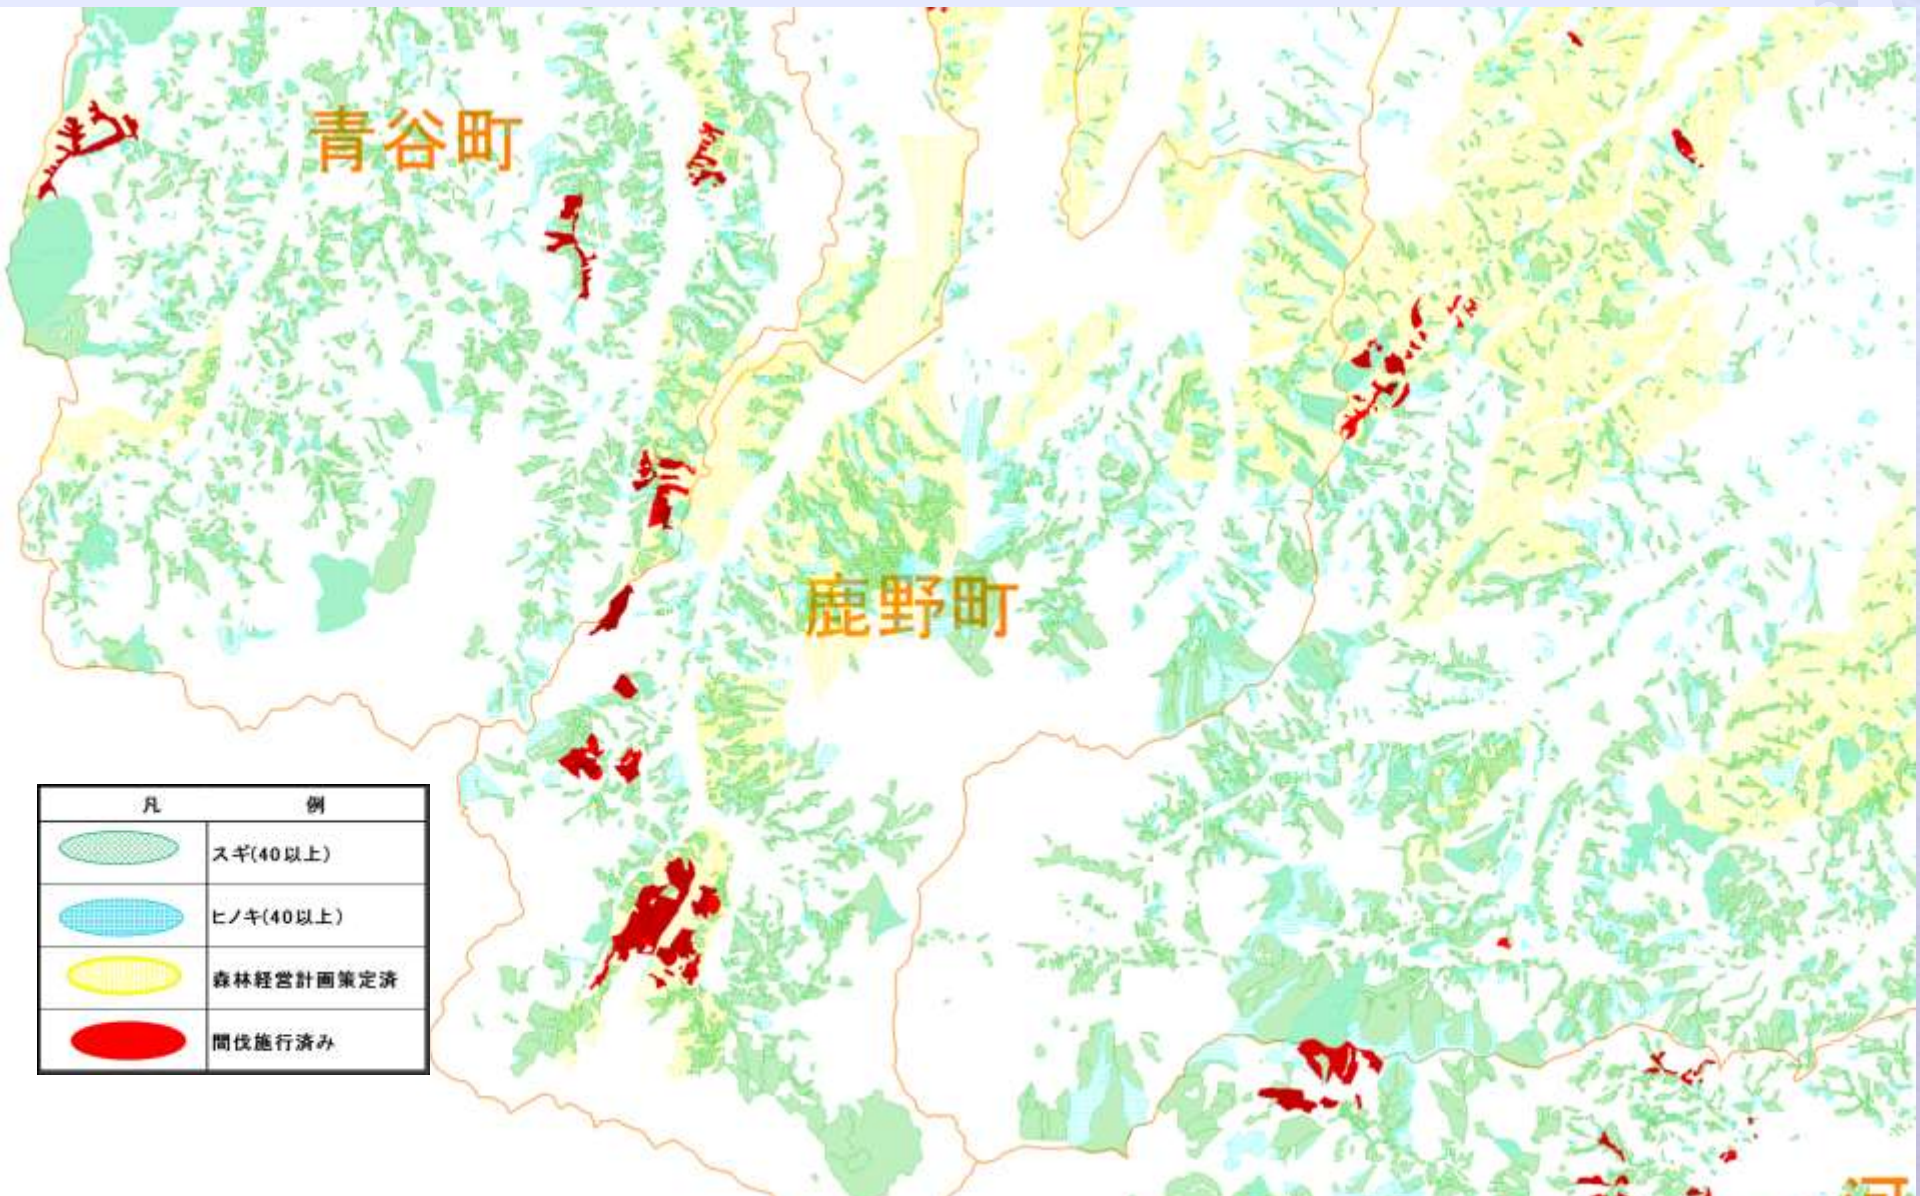 青谷町
鹿野町
凡 例
スギ(40以上)
ヒノキ(40以上)
森林経営計画策定済
間伐施行済み